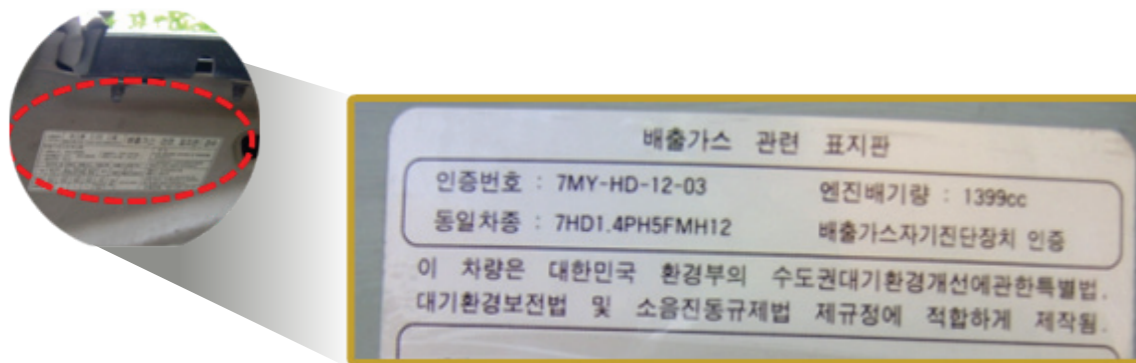 배출가스 관련 표지판
인증번호 : 7MY-HD-12-03 엔진배기량 : 1399cc
동일차종 : 7HD1.4PH5FMH12 배출가스자기진단장치 인증
이 차량은 대한민국 환경부의 수도권대기환경개선에관한특별법.
대기환경보전법 및 소음진동규제법 제규정에 적합하게 제작됨.